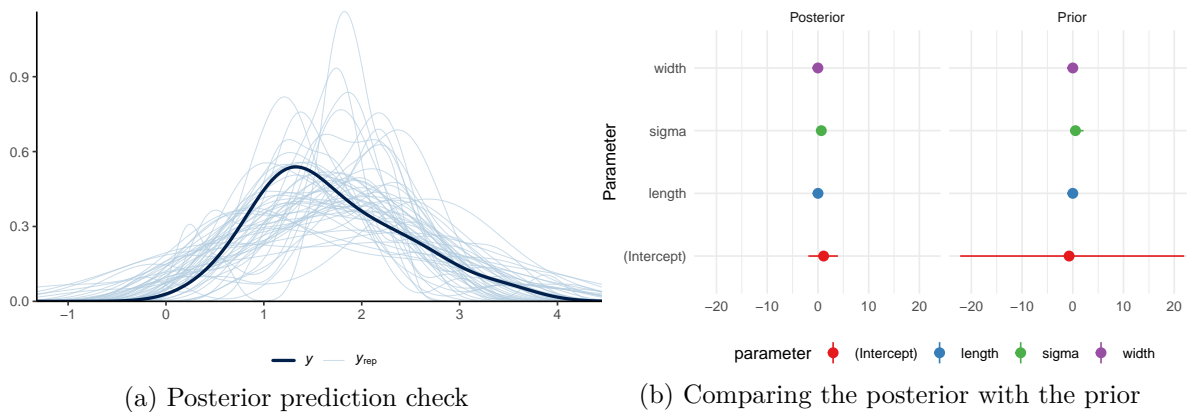 0.9
0.6
0.3
0.0
−1 0 1 2 3 4
y yrep
(a) Posterior prediction check
Posterior Prior
Parameter
width
sigma
length
(Intercept)
−20 −10 0 10 20 −20 −10 0 10 20
parameter (Intercept) length sigma width
(b) Comparing the posterior with the prior